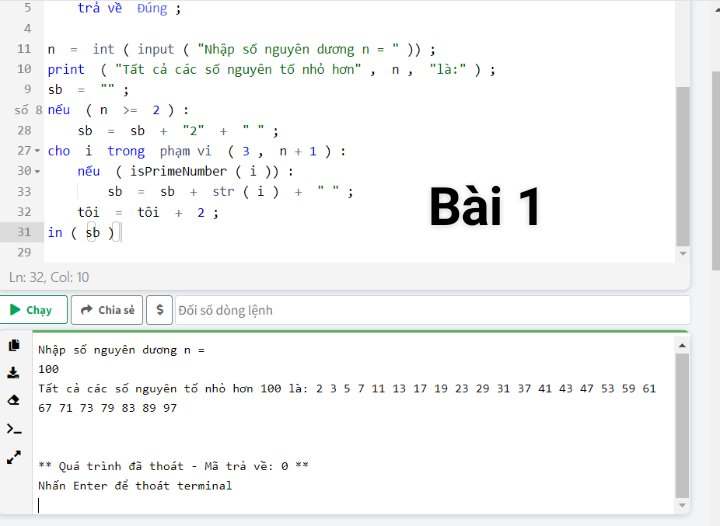 5 trả về Đúng ;
4
11 n = int ( input ( "Nhập số nguyên dương n = " )) ;
10 print ( "Tất cả các số nguyên tố nhỏ hơn" , n , "là:" ) ;
9 sb = "" ;
số 8 nếu ( n >= 2 ) :
28 sb = sb + "2" + " " ;
27 cho i trong phạm vi ( 3 , n + 1 ) :
30 nếu ( isPrimeNumber ( i )) :
33 sb = sb + str ( i ) + " " ;
32 tôi = tôi + 2 ;
31 in ( sb )
29
Bài 1
Ln: 32, Col: 10
Chạy Chia sẻ $ Đối số dòng lệnh
Nhập số nguyên dương n =
100
Tất cả các số nguyên tố nhỏ hơn 100 là: 2 3 5 7 11 13 17 19 23 29 31 37 41 43 47 53 59 61
67 71 73 79 83 89 97
** Quá trình đã thoát - Mã trả về: 0 **
Nhấn Enter để thoát terminal